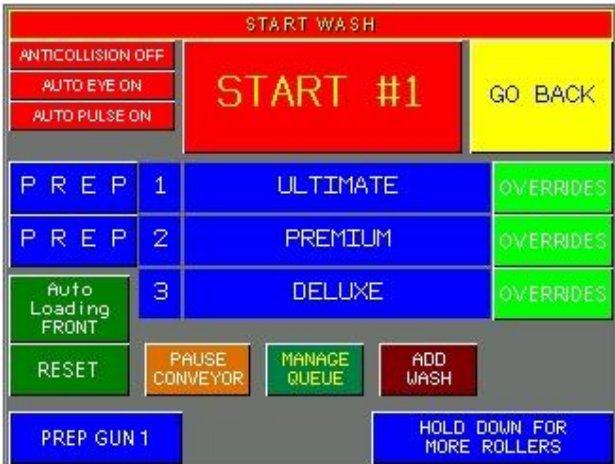 START WASH
ANTICOLLISION OFF
AUTO EYE ON
AUTO PULSE ON
START #1
GO BACK
P R E P 1 ULTIMATE OVERRIDES
P R E P 2 PREMIUM OVERRIDES
3 DELUXE OVERRIDES
Auto
Loading
FRONT
RESET
PAUSE
CONVEYOR
MANAGE
QUEUE
ADD
WASH
PREP GUN 1
HOLD DOWN FOR
MORE ROLLERS